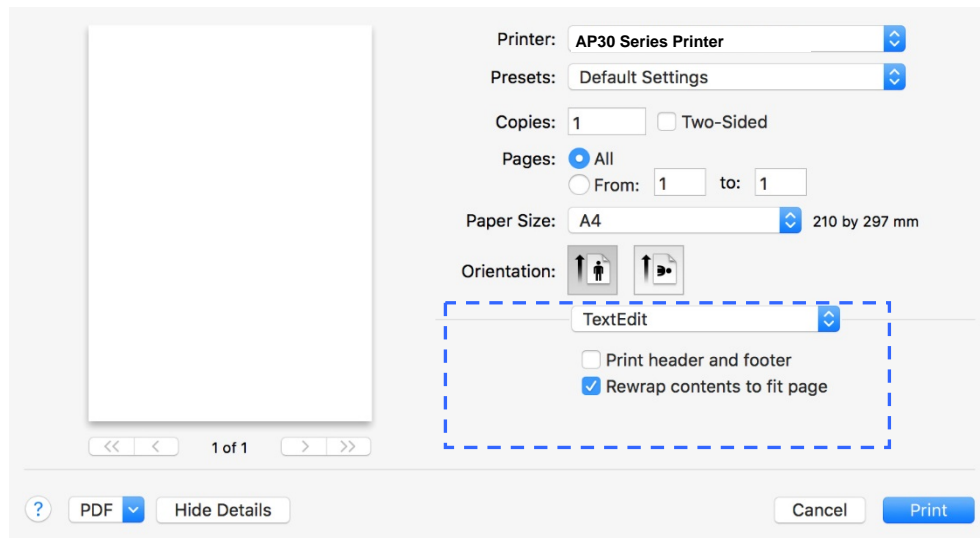 Printer: AP30 Series Printer
Presets: Default Settings
Copies: 1 Two-Sided
Pages: All
From: 1 to: 1
Paper Size: A4 210 by 297 mm
Orientation:
TextEdit
Print header and footer
Rewrap contents to fit page
<< < 1 of 1 > >>
? PDF Hide Details Cancel Print